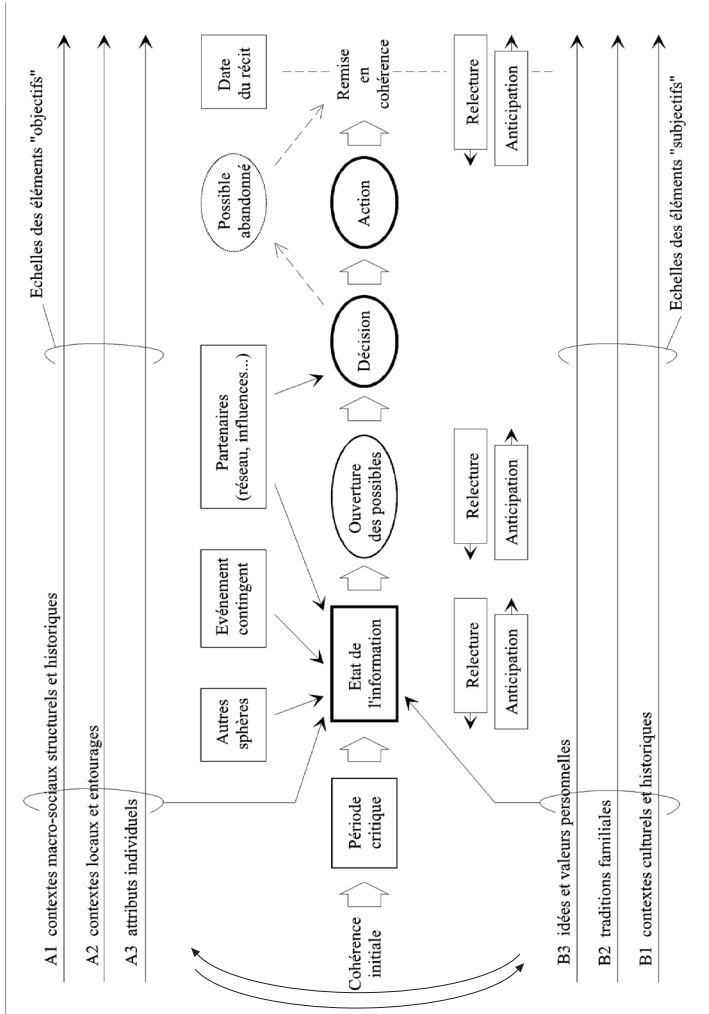 Echelles des éléments "objectifs"
A1 contextes macro-sociaux structurels et historiques
A2 contextes locaux et entourages
A3 attributs individuels
Autres
sphères
Evénement
contingent
Partenaires
(réseau, influences...)
Possible
abandonné
Date
du récit
Cohérence
initiale
Période
critique
Etat de
l'information
Ouverture
des possibles
Décision
Action
Remise
en
cohérence
Relecture
Anticipation
Relecture
Anticipation
Relecture
Anticipation
B3 idées et valeurs personnelles
B2 traditions familiales
B1 contextes culturels et historiques
Echelles des éléments "subjectifs"